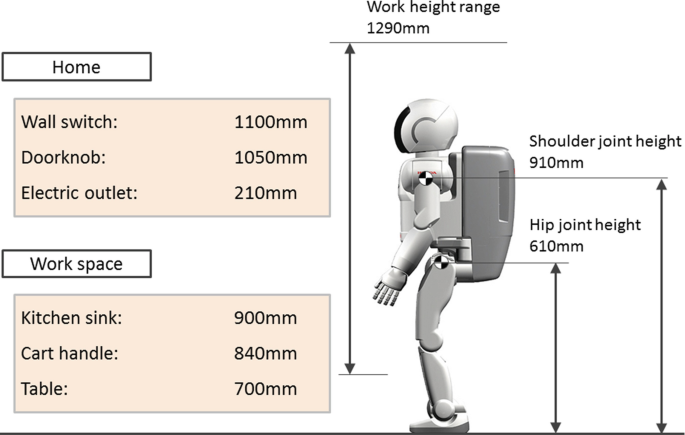 Work height range
1290mm
Home
Wall switch: 1100mm
Doorknob: 1050mm
Electric outlet: 210mm
Shoulder joint height
910mm
Hip joint height
610mm
Work space
Kitchen sink: 900mm
Cart handle: 840mm
Table: 700mm